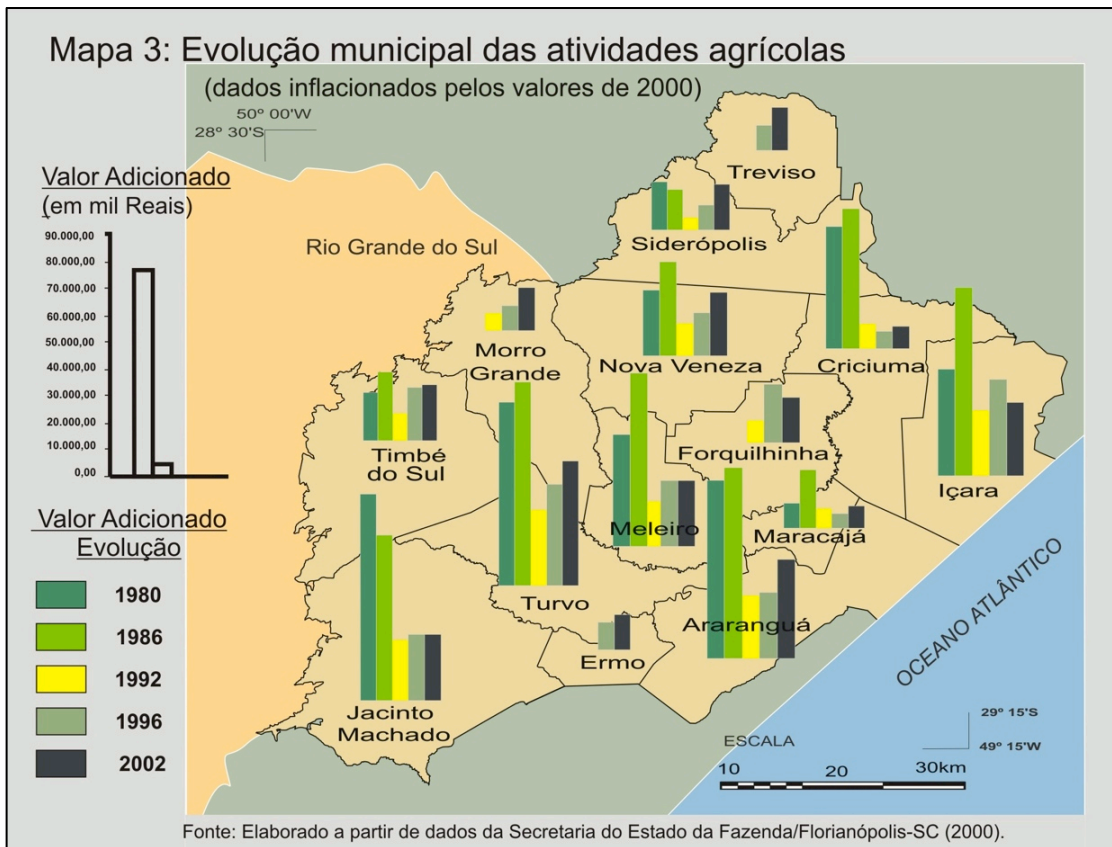 Mapa 3: Evolução municipal das atividades agrícolas
(dados inflacionados pelos valores de 2000)
50º 00'W
28º 30'S
Valor Adicionado
(em mil Reais)
90.000,00
80.000,00
70.000,00
60.000,00
50.000,00
40.000,00
30.000,00
20.000,00
10.000,00
0,00
Rio Grande do Sul
Treviso
Siderópolis
Morro
Grande
Nova Veneza
Criciuma
Timbé
do Sul
Forquilhinha
Içara
Meleiro
Maracajá
Turvo
Araranguá
Ermo
Jacinto
Machado
OCEANO ATLÂNTICO
Valor Adicionado
Evolução
1980
1986
1992
1996
2002
29º 15'S
49º 15'W
ESCALA
10 20 30km
Fonte: Elaborado a partir de dados da Secretaria do Estado da Fazenda/Florianópolis-SC (2000).